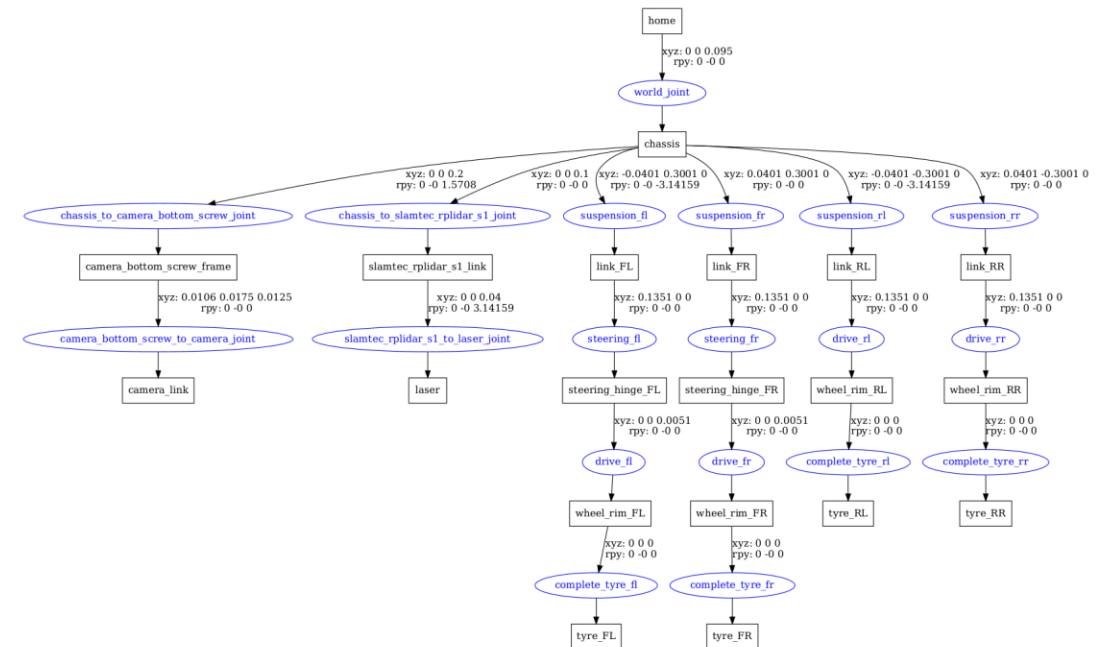 home
xyz: 0 0 0.095
rpy: 0 -0 0
world_joint
chassis
xyz: 0 0 0.2
rpy: 0 -0 1.5708
xyz: 0 0 0.1
rpy: 0 -0 0
xyz: -0.0401 0.3001 0
rpy: 0 -0 -3.14159
xyz: 0.0401 0.3001 0
rpy: 0 -0 0
xyz: -0.0401 -0.3001 0
rpy: 0 -0 -3.14159
xyz: 0.0401 -0.3001 0
rpy: 0 -0 0
chassis_to_camera_bottom_screw_joint
chassis_to_slamtec_rplidar_s1_joint
suspension_fl
suspension_fr
suspension_rl
suspension_rr
camera_bottom_screw_frame
slamtec_rplidar_s1_link
link_FL
link_FR
link_RL
link_RR
xyz: 0.0106 0.0175 0.0125
rpy: 0 -0 0
xyz: 0 0 0.04
rpy: 0 -0 3.14159
xyz: 0.1351 0 0
rpy: 0 -0 0
xyz: 0.1351 0 0
rpy: 0 -0 0
xyz: 0.1351 0 0
rpy: 0 -0 0
xyz: 0.1351 0 0
rpy: 0 -0 0
camera_bottom_screw_to_camera_joint
slamtec_rplidar_s1_to_laser_joint
steering_fl
steering_fr
drive_rl
drive_rr
camera_link
laser
steering_hinge_FL
steering_hinge_FR
wheel_rim_RL
wheel_rim_RR
xyz: 0 0 0.0051
rpy: 0 -0 0
xyz: 0 0 0.0051
rpy: 0 -0 0
xyz: 0 0 0
rpy: 0 -0 0
xyz: 0 0 0
rpy: 0 -0 0
drive_fl
drive_fr
complete_tyre_rl
complete_tyre_rr
wheel_rim_FL
wheel_rim_FR
tyre_RL
tyre_RR
xyz: 0 0 0
rpy: 0 -0 0
xyz: 0 0 0
rpy: 0 -0 0
complete_tyre_fl
complete_tyre_fr
tyre_FL
tyre_FR